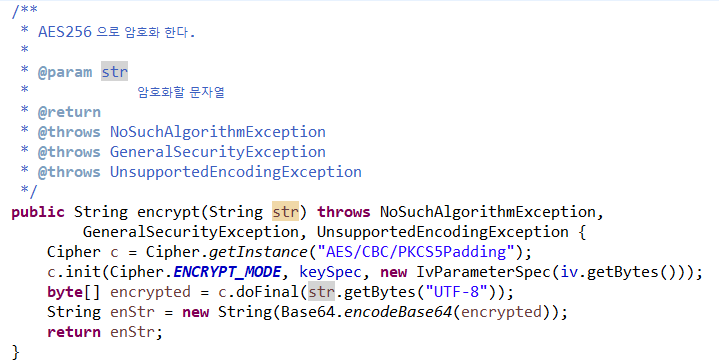 /**
 * AES256 으로 암호화 한다.
 *
 * @param str
 *            암호화할 문자열
 * @return
 * @throws NoSuchAlgorithmException
 * @throws GeneralSecurityException
 * @throws UnsupportedEncodingException
 */
public String encrypt(String str) throws NoSuchAlgorithmException,
        GeneralSecurityException, UnsupportedEncodingException {
    Cipher c = Cipher.getInstance("AES/CBC/PKCS5Padding");
    c.init(Cipher.ENCRYPT_MODE, keySpec, new IvParameterSpec(iv.getBytes()));
    byte[] encrypted = c.doFinal(str.getBytes("UTF-8"));
    String enStr = new String(Base64.encodeBase64(encrypted));
    return enStr;
}